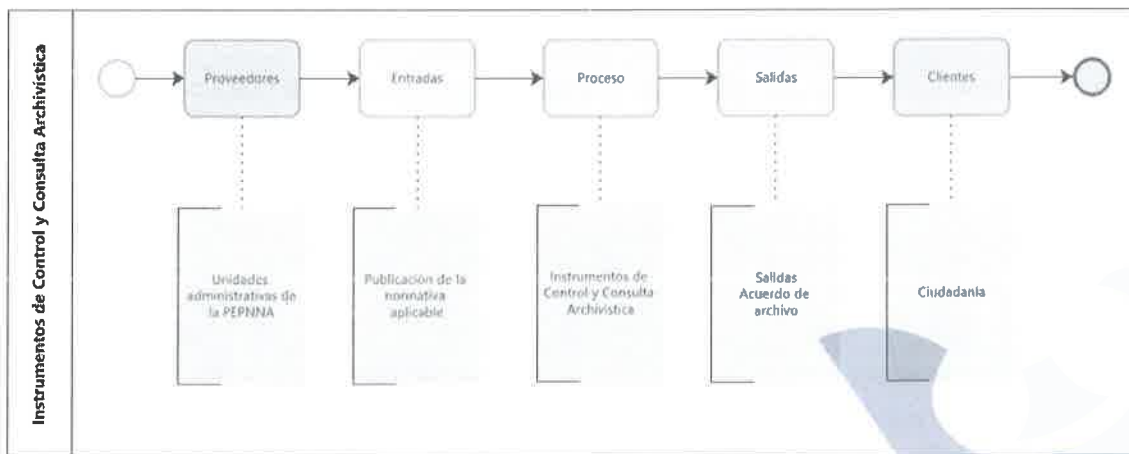 Instrumentos de Control y Consulta Archivística
Proveedores
Entradas
Proceso
Salidas
Clientes
Unidades
administrativas de
la PEPNNA
Publicación de la
normativa
aplicable
Instrumentos de
Control y Consulta
Archivística
Salidas
Acuerdo de
archivo
Ciudadanía